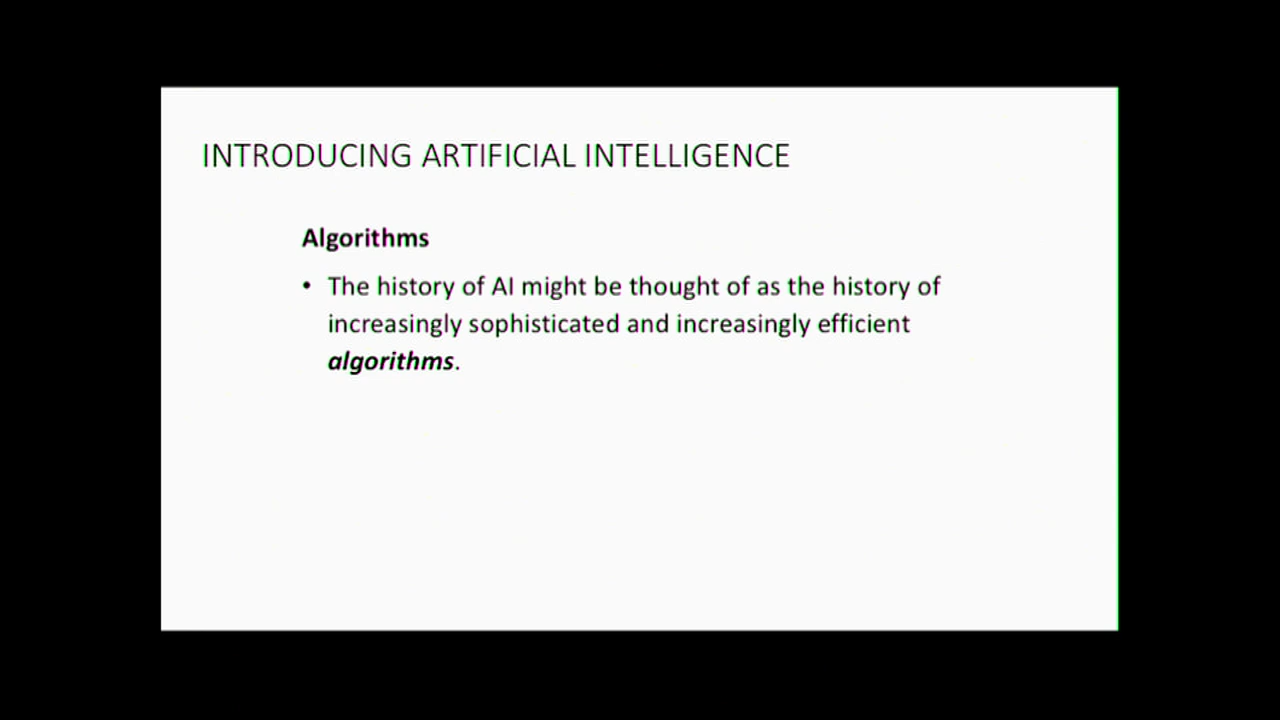 INTRODUCING ARTIFICIAL INTELLIGENCE
Algorithms
• The history of AI might be thought of as the history of
increasingly sophisticated and increasingly efficient
algorithms.